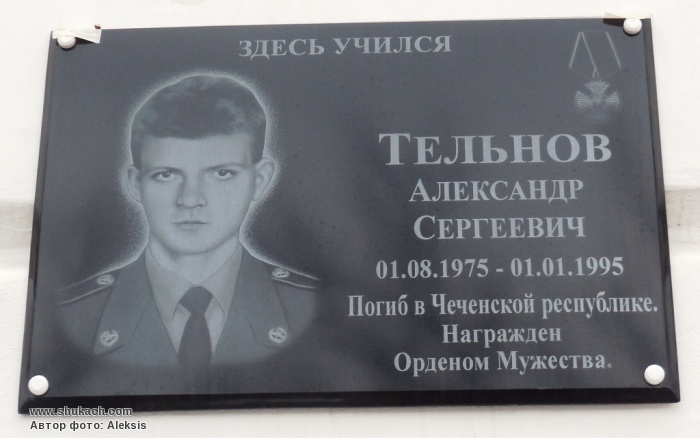 ЗДЕСЬ УЧИЛСЯ
ТЕЛЬНОВ
АЛЕКСАНДР
СЕРГЕЕВИЧ
01.08.1975 - 01.01.1995
Погиб в Чеченской республике.
Награжден
Орденом Мужества.
www.shukach.com
Автор фото: Aleksis